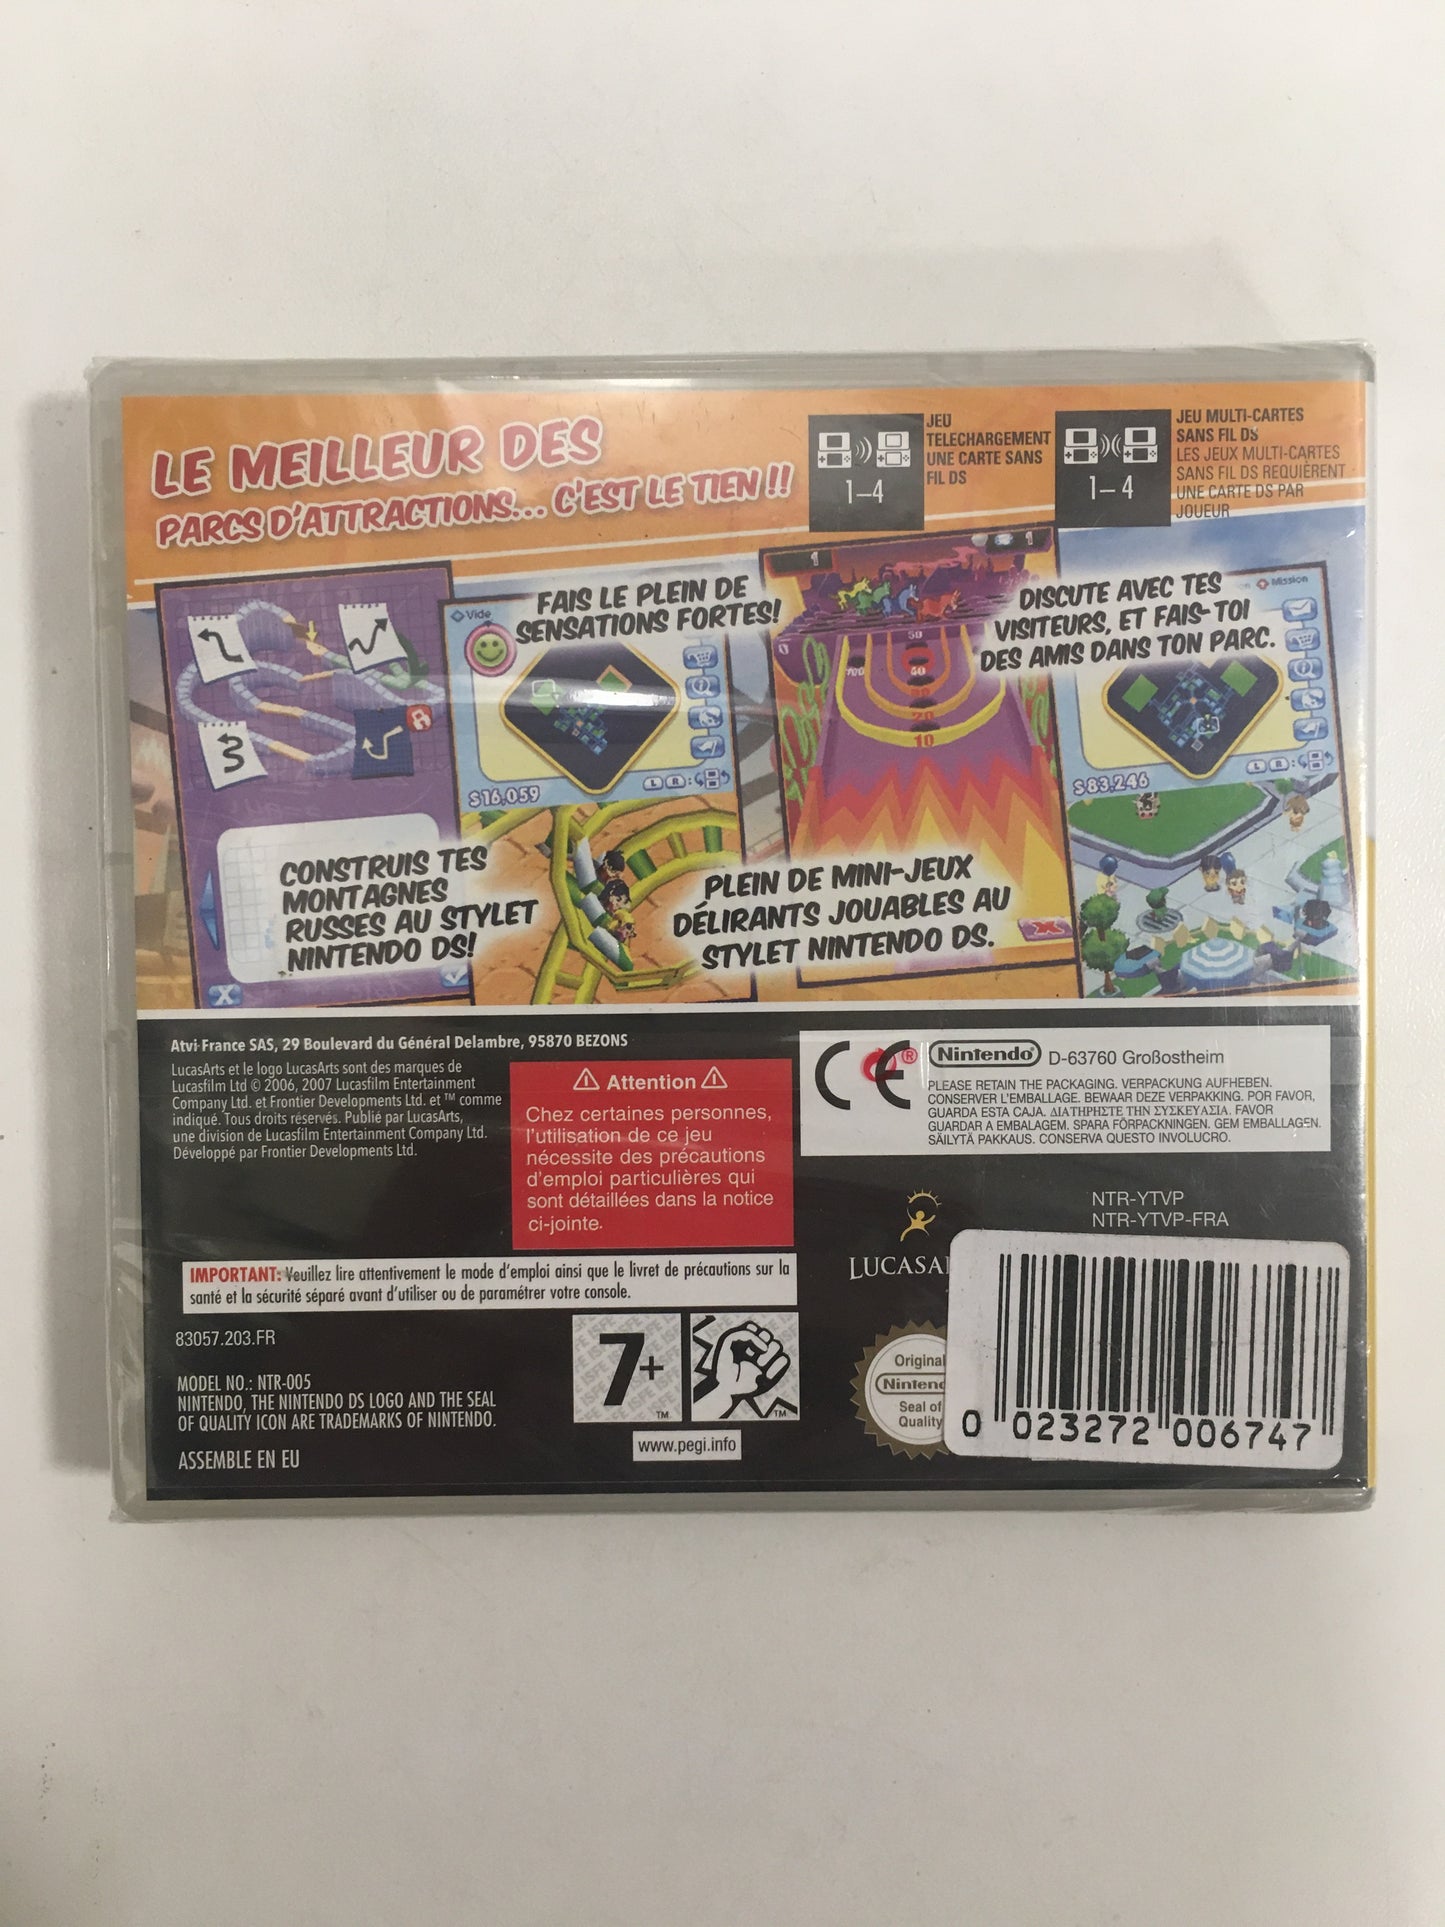 LE MEILLEUR DES
PARCS D'ATTRACTIONS... C'EST LE TIEN !!
1–4
JEU
TELECHARGEMENT
UNE CARTE SANS
FIL DS
1–4
JEU MULTI-CARTES
SANS FIL DS
LES JEUX MULTI-CARTES
SANS FIL DS REQUIÈRENT
UNE CARTE DS PAR
JOUEUR
Vide
FAIS LE PLEIN DE
SENSATIONS FORTES!
L R :
$16,059
1
1
50
100
40
30
20
10
DISCUTE AVEC TES
VISITEURS, ET FAIS-TOI
DES AMIS DANS TON PARC.
Mission
L R :
$83,246
CONSTRUIS TES
MONTAGNES
RUSSES AU STYLET
NINTENDO DS!
PLEIN DE MINI-JEUX
DÉLIRANTS JOUABLES AU
STYLET NINTENDO DS.
Atvi France SAS, 29 Boulevard du Général Delambre, 95870 BEZONS
LucasArts et le logo LucasArts sont des marques de
Lucasfilm Ltd © 2006, 2007 Lucasfilm Entertainment
Company Ltd. et Frontier Developments Ltd. et ™ comme
indiqué. Tous droits réservés. Publié par LucasArts,
une division de Lucasfilm Entertainment Company Ltd.
Développé par Frontier Developments Ltd.
⚠ Attention ⚠
Chez certaines personnes,
l'utilisation de ce jeu
nécessite des précautions
d'emploi particulières qui
sont détaillées dans la notice
ci-jointe.
CE
Nintendo® D-63760 Großostheim
PLEASE RETAIN THE PACKAGING. VERPACKUNG AUFHEBEN.
CONSERVER L'EMBALLAGE. BEWAAR DEZE VERPAKKING. POR FAVOR,
GUARDA ESTA CAJA. ΔΙΑΤΗΡΗΣΤΕ ΤΗΝ ΣΥΣΚΕΥΑΣΙΑ. FAVOR
GUARDAR A EMBALAGEM. SPARA FÖRPACKNINGEN. GEM EMBALLAGEN.
SÄILYTÄ PAKKAUS. CONSERVA QUESTO INVOLUCRO.
NTR-YTVP
NTR-YTVP-FRA
LUCASA
IMPORTANT: Veuillez lire attentivement le mode d'emploi ainsi que le livret de précautions sur la
santé et la sécurité séparé avant d'utiliser ou de paramétrer votre console.
83057.203.FR
MODEL NO.: NTR-005
NINTENDO, THE NINTENDO DS LOGO AND THE SEAL
OF QUALITY ICON ARE TRADEMARKS OF NINTENDO.
ASSEMBLE EN EU
7+
™
™
www.pegi.info
Original
Nintend
Seal of
Quality
0 023272 006747